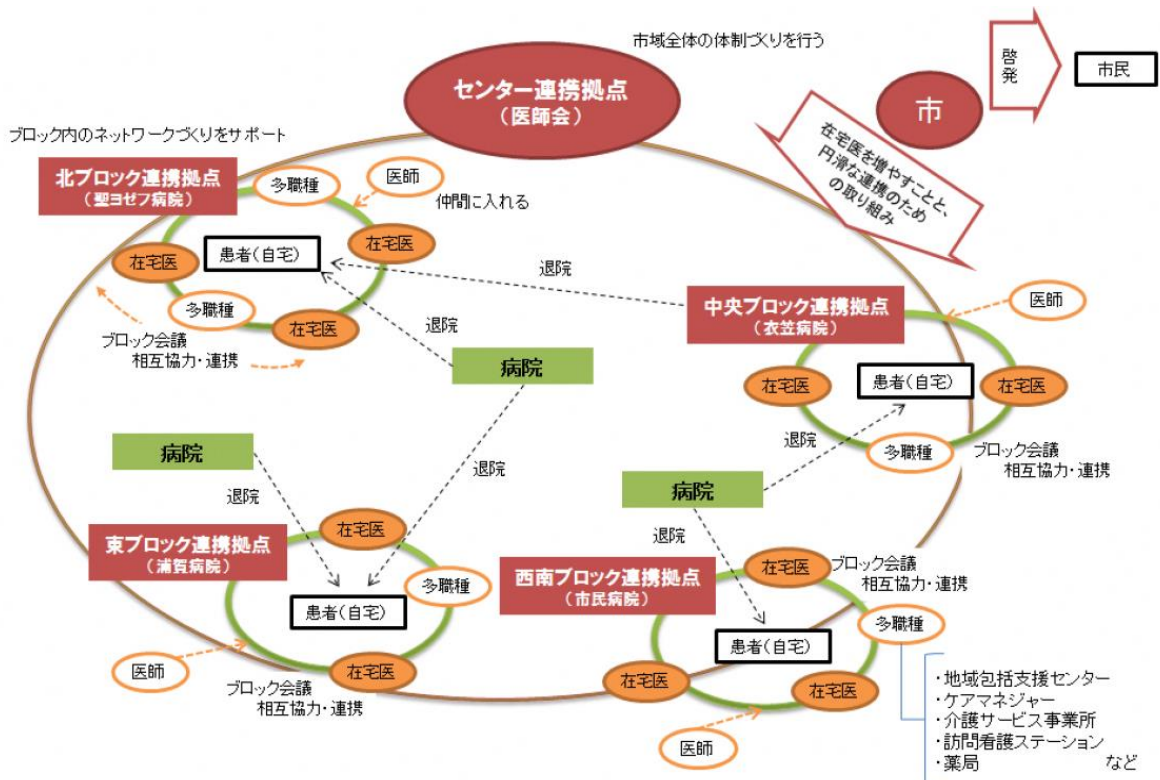 市域全体の体制づくりを行う
センター連携拠点
(医師会)
市
啓
発
市民
在宅医を増やすことと、
円滑な連携のため
の取り組み
ブロック内のネットワークづくりをサポート
北ブロック連携拠点
(聖ヨゼフ病院)
多職種
医師
仲間に入れる
在宅医
患者(自宅)
在宅医
多職種
在宅医
ブロック会議
相互協力・連携
退院
退院
病院
退院
中央ブロック連携拠点
(衣笠病院)
医師
在宅医
患者(自宅)
在宅医
多職種
ブロック会議
相互協力・連携
退院
病院
退院
病院
退院
東ブロック連携拠点
(浦賀病院)
在宅医
多職種
患者(自宅)
医師
在宅医
ブロック会議
相互協力・連携
西南ブロック連携拠点
(市民病院)
在宅医
ブロック会議
相互協力・連携
多職種
患者(自宅)
在宅医
在宅医
医師
・地域包括支援センター
・ケアマネジャー
・介護サービス事業所
・訪問看護ステーション
・薬局 など